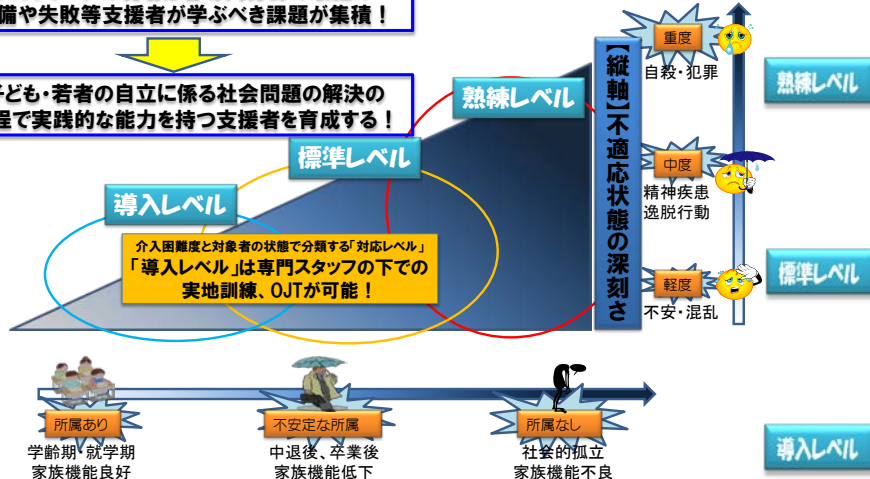 備や失敗等支援者が学ぶべき課題が集積!
子ども・若者の自立に係る社会問題の解決の
程で実践的な能力を持つ支援者を育成する!
熟練レベル
標準レベル
導入レベル
介入困難度と対象者の状態で分類する「対応レベル」
「導入レベル」は専門スタッフの下での
実地訓練、OJTが可能!
【縦軸】不適応状態の深刻さ
重度
自殺・犯罪
中度
精神疾患
逸脱行動
軽度
不安・混乱
熟練レベル
標準レベル
導入レベル
所属あり
学齢期・就学期
家族機能良好
不安定な所属
中退後、卒業後
家族機能低下
所属なし
社会的孤立
家族機能不良